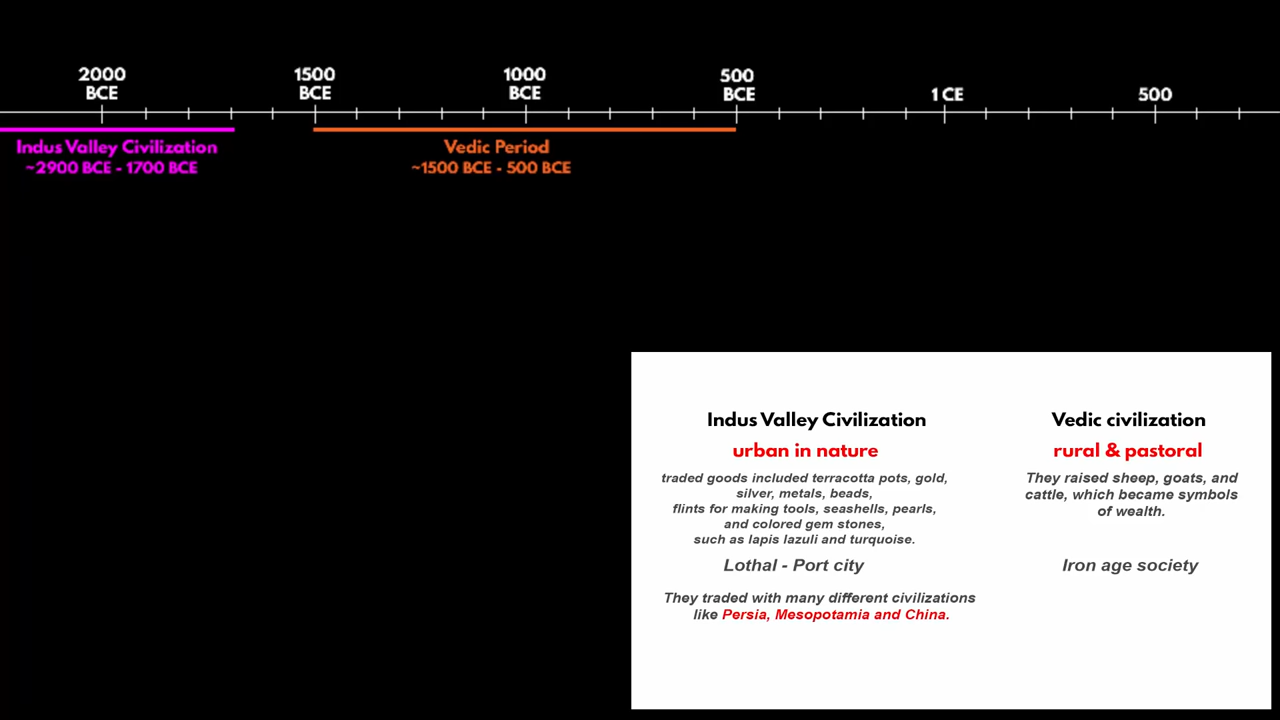 2000
BCE
1500
BCE
1000
BCE
500
BCE
1 CE
500
Indus Valley Civilization
~2900 BCE - 1700 BCE
Vedic Period
~1500 BCE - 500 BCE
Indus Valley Civilization
urban in nature
traded goods included terracotta pots, gold,
silver, metals, beads,
flints for making tools, seashells, pearls,
and colored gem stones,
such as lapis lazuli and turquoise.
Lothal - Port city
They traded with many different civilizations
like Persia, Mesopotamia and China.
Vedic civilization
rural & pastoral
They raised sheep, goats, and
cattle, which became symbols
of wealth.
Iron age society